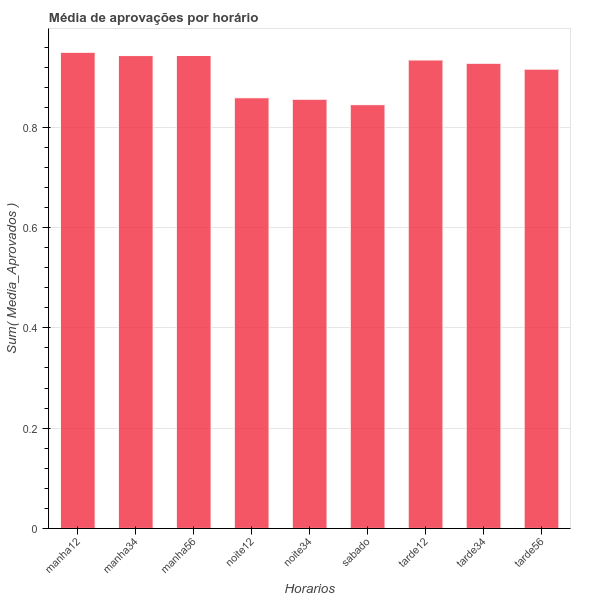 Média de aprovações por horário
Sum( Media_Aprovados )
0.8
0.6
0.4
0.2
0
manha12
manha34
manha56
noite12
noite34
sabado
tarde12
tarde34
tarde56
Horarios